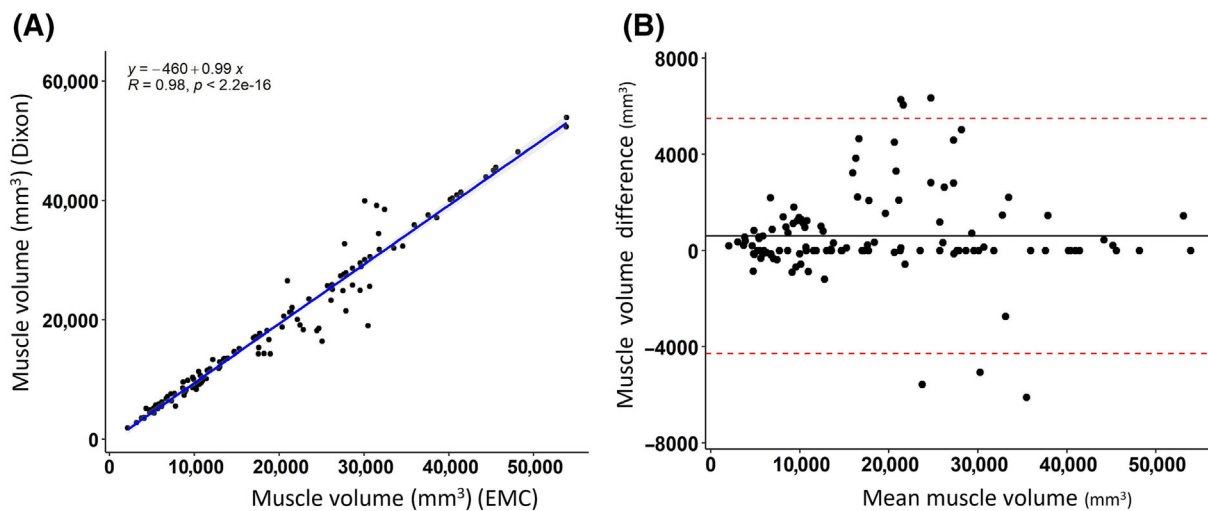 (A)
y = −460 + 0.99 x
R = 0.98, p < 2.2e-16
Muscle volume (mm³) (Dixon)
60,000
40,000
20,000
0
0 10,000 20,000 30,000 40,000 50,000
Muscle volume (mm³) (EMC)
(B)
Muscle volume difference (mm³)
8000
4000
0
−4000
−8000
0 10,000 20,000 30,000 40,000 50,000
Mean muscle volume (mm³)